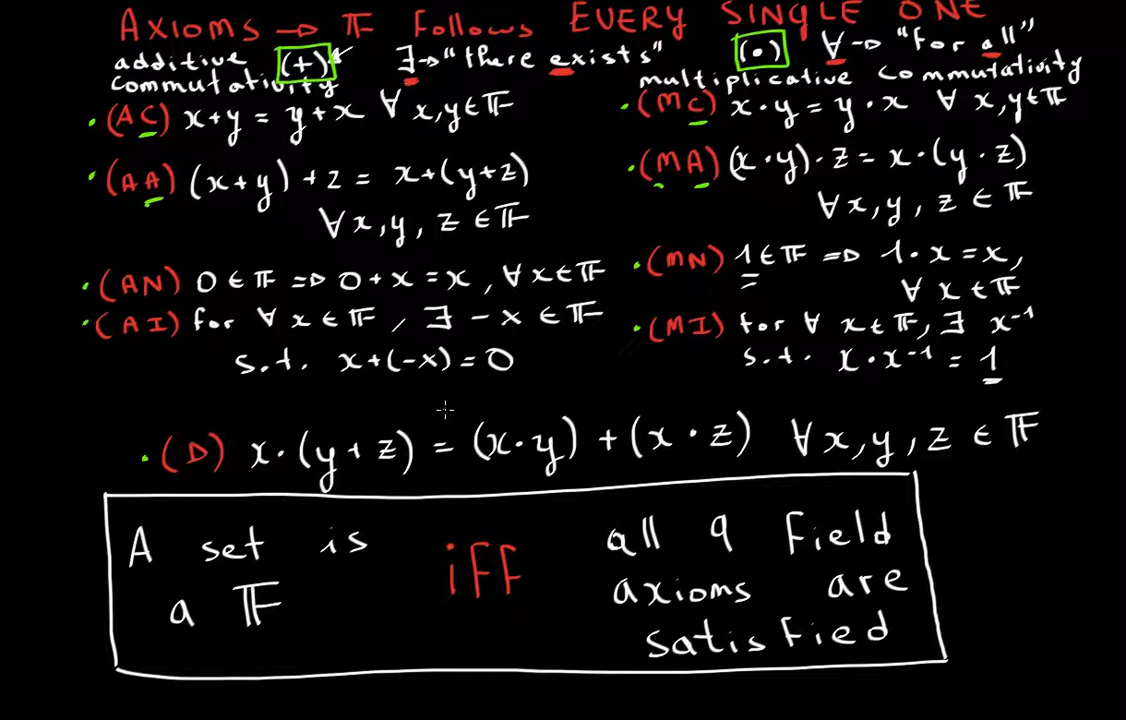 AXIOMS → 𝔽 Follows EVERY SINGLE ONE
additive (+) ∃→ "there exists" (•) ∀→ "for all"
commutativity multiplicative commutativity
• (AC) x+y = y+x ∀ x,y∈𝔽
• (MC) x·y = y·x ∀ x,y∈𝔽
• (AA) (x+y)+z = x+(y+z)
∀x,y,z ∈𝔽
• (MA) (x·y)·z = x·(y·z)
∀x,y,z ∈ 𝔽
• (AN) 0 ∈ 𝔽 ⇒ 0+x = x, ∀x∈𝔽
• (AI) for ∀ x∈𝔽, ∃ -x ∈ 𝔽
s.t. x+(-x)=0
• (MN) 1∈𝔽 ⇒ 1·x = x,
∀ x ∈ 𝔽
• (MI) for ∀ x∈𝔽, ∃ x⁻¹
s.t. x·x⁻¹ = 1
• (D) x·(y+z) = (x·y) + (x·z) ∀x,y,z ∈ 𝔽
A set is iff all 9 Field
a 𝔽 axioms are
satisfied